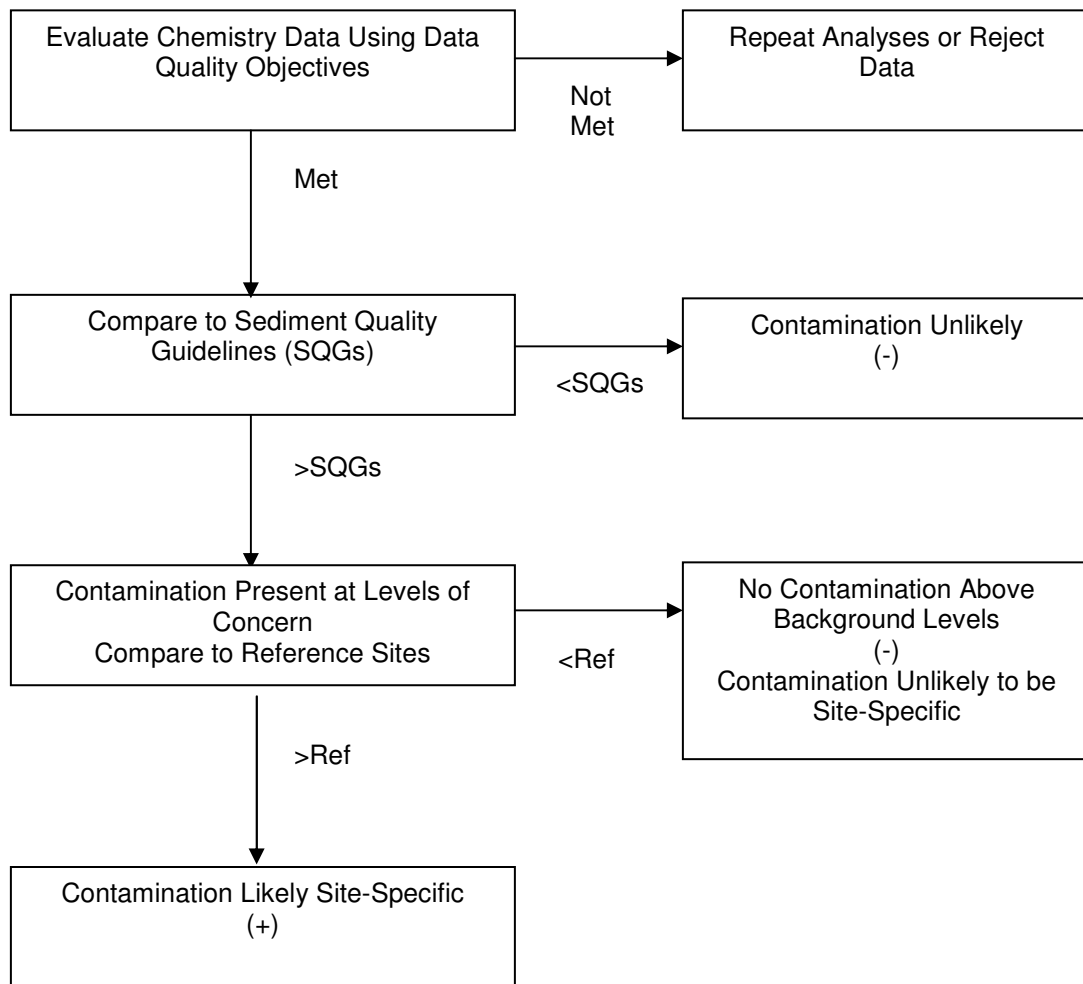 Evaluate Chemistry Data Using Data
Quality Objectives
Repeat Analyses or Reject
Data
Not
Met
Met
Compare to Sediment Quality
Guidelines (SQGs)
Contamination Unlikely
(-)
<SQGs
>SQGs
Contamination Present at Levels of
Concern
Compare to Reference Sites
No Contamination Above
Background Levels
(-)
Contamination Unlikely to be
Site-Specific
<Ref
>Ref
Contamination Likely Site-Specific
(+)